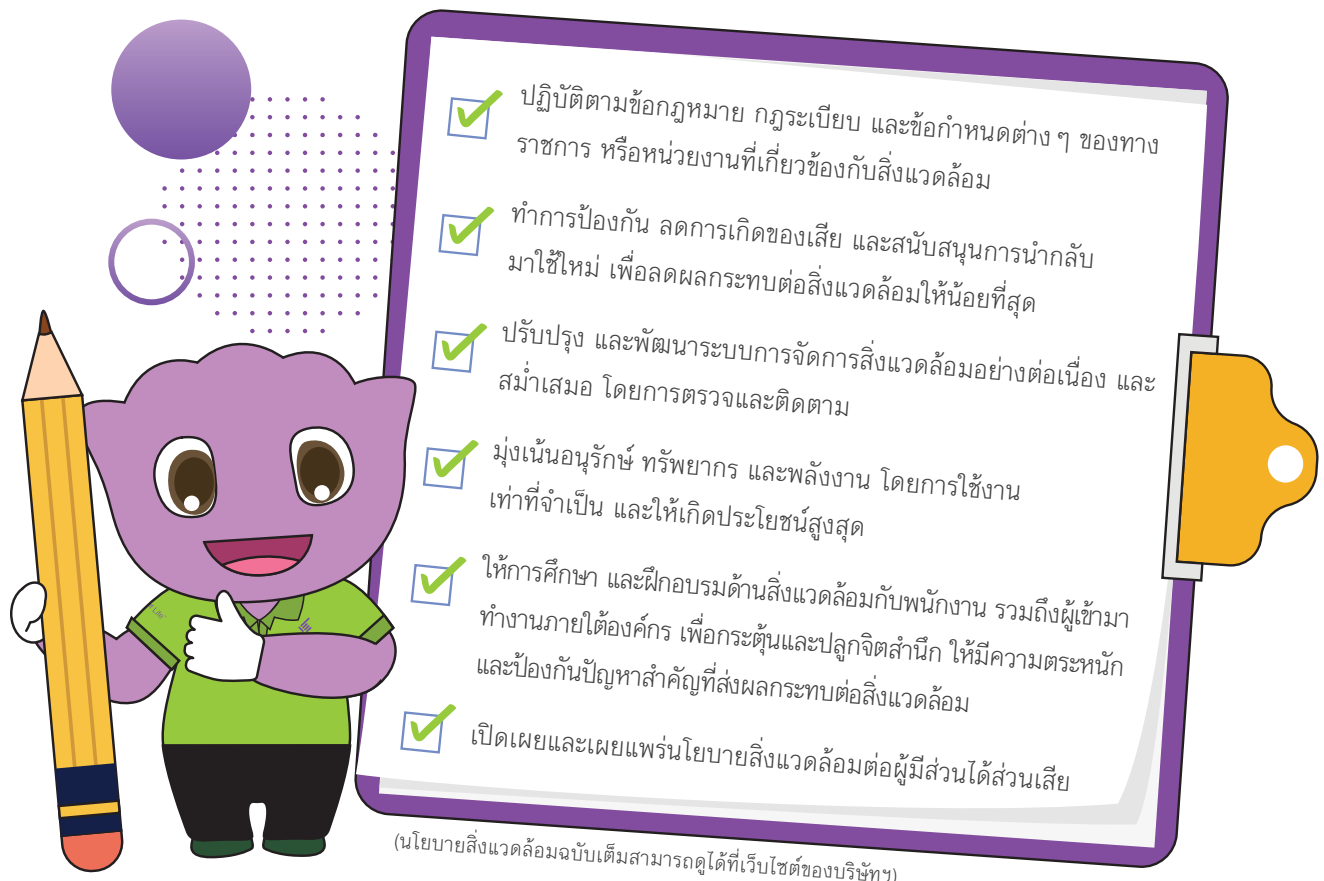 ปฏิบัติตามข้อกฎหมาย กฎระเบียบ และข้อกำหนดต่าง ๆ ของทาง
ราชการ หรือหน่วยงานที่เกี่ยวข้องกับสิ่งแวดล้อม
ทำการป้องกัน ลดการเกิดของเสีย และสนับสนุนการนำกลับ
มาใช้ใหม่ เพื่อลดผลกระทบต่อสิ่งแวดล้อมให้น้อยที่สุด
ปรับปรุง และพัฒนาระบบการจัดการสิ่งแวดล้อมอย่างต่อเนื่อง และ
สม่ำเสมอ โดยการตรวจและติดตาม
มุ่งเน้นอนุรักษ์ ทรัพยากร และพลังงาน โดยการใช้งาน
เท่าที่จำเป็น และให้เกิดประโยชน์สูงสุด
ให้การศึกษา และฝึกอบรมด้านสิ่งแวดล้อมกับพนักงาน รวมถึงผู้เข้ามา
ทำงานภายใต้องค์กร เพื่อกระตุ้นและปลูกจิตสำนึก ให้มีความตระหนัก
และป้องกันปัญหาสำคัญที่ส่งผลกระทบต่อสิ่งแวดล้อม
เปิดเผยและเผยแพร่นโยบายสิ่งแวดล้อมต่อผู้มีส่วนได้ส่วนเสีย
(นโยบายสิ่งแวดล้อมฉบับเต็มสามารถดูได้ที่เว็บไซต์ของบริษัทฯ)